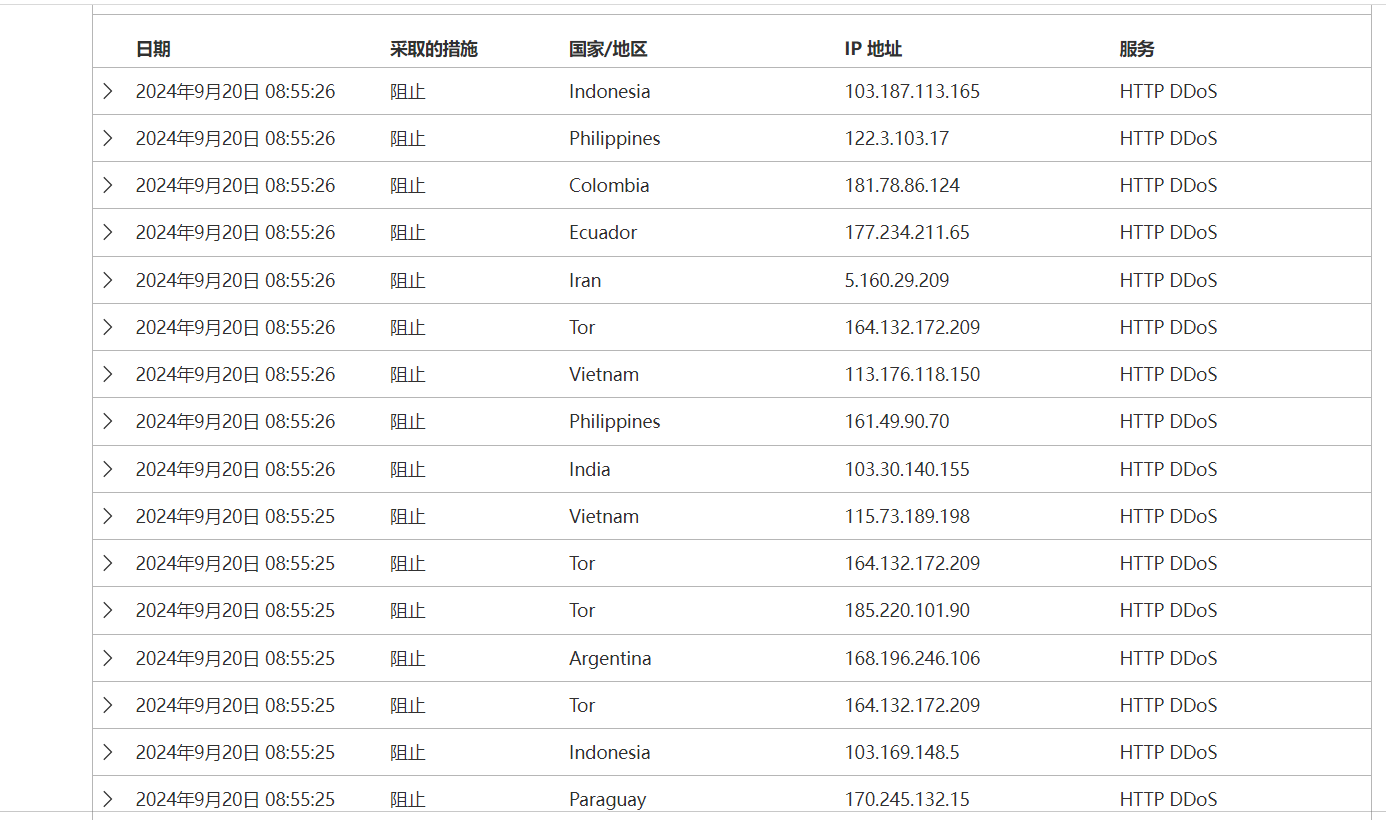 日期 采取的措施 国家/地区 IP 地址 服务
2024年9月20日 08:55:26 阻止 Indonesia 103.187.113.165 HTTP DDoS
2024年9月20日 08:55:26 阻止 Philippines 122.3.103.17 HTTP DDoS
2024年9月20日 08:55:26 阻止 Colombia 181.78.86.124 HTTP DDoS
2024年9月20日 08:55:26 阻止 Ecuador 177.234.211.65 HTTP DDoS
2024年9月20日 08:55:26 阻止 Iran 5.160.29.209 HTTP DDoS
2024年9月20日 08:55:26 阻止 Tor 164.132.172.209 HTTP DDoS
2024年9月20日 08:55:26 阻止 Vietnam 113.176.118.150 HTTP DDoS
2024年9月20日 08:55:26 阻止 Philippines 161.49.90.70 HTTP DDoS
2024年9月20日 08:55:26 阻止 India 103.30.140.155 HTTP DDoS
2024年9月20日 08:55:25 阻止 Vietnam 115.73.189.198 HTTP DDoS
2024年9月20日 08:55:25 阻止 Tor 164.132.172.209 HTTP DDoS
2024年9月20日 08:55:25 阻止 Tor 185.220.101.90 HTTP DDoS
2024年9月20日 08:55:25 阻止 Argentina 168.196.246.106 HTTP DDoS
2024年9月20日 08:55:25 阻止 Tor 164.132.172.209 HTTP DDoS
2024年9月20日 08:55:25 阻止 Indonesia 103.169.148.5 HTTP DDoS
2024年9月20日 08:55:25 阻止 Paraguay 170.245.132.15 HTTP DDoS